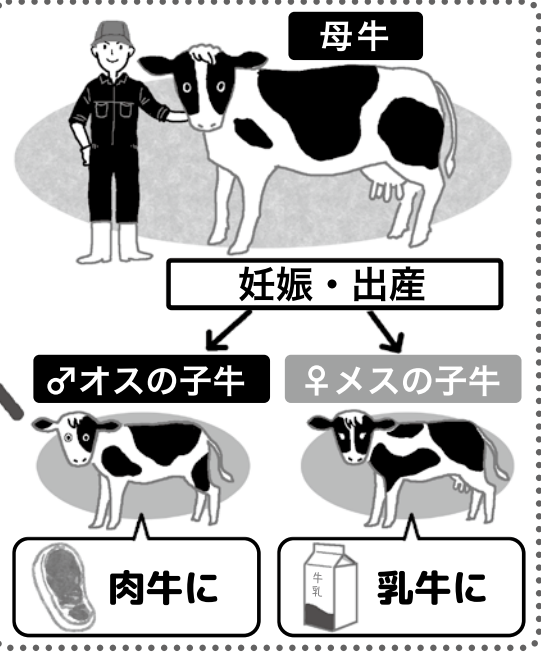 母牛
妊娠・出産
♂オスの子牛
♀メスの子牛
肉牛に
牛乳
乳牛に